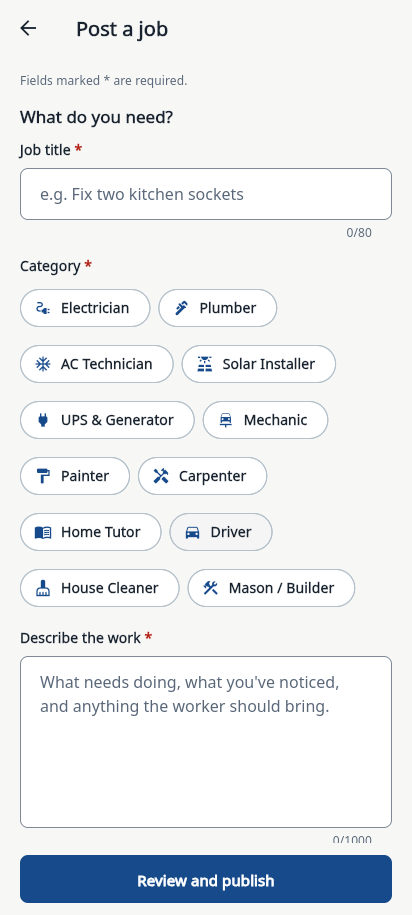 Post a job
Fields marked * are required.
What do you need?
Job title *
e.g. Fix two kitchen sockets
0/80
Category *
Electrician
Plumber
AC Technician
Solar Installer
UPS & Generator
Mechanic
Painter
Carpenter
Home Tutor
Driver
House Cleaner
Mason / Builder
Describe the work *
What needs doing, what you've noticed,
and anything the worker should bring.
0/1000
Review and publish